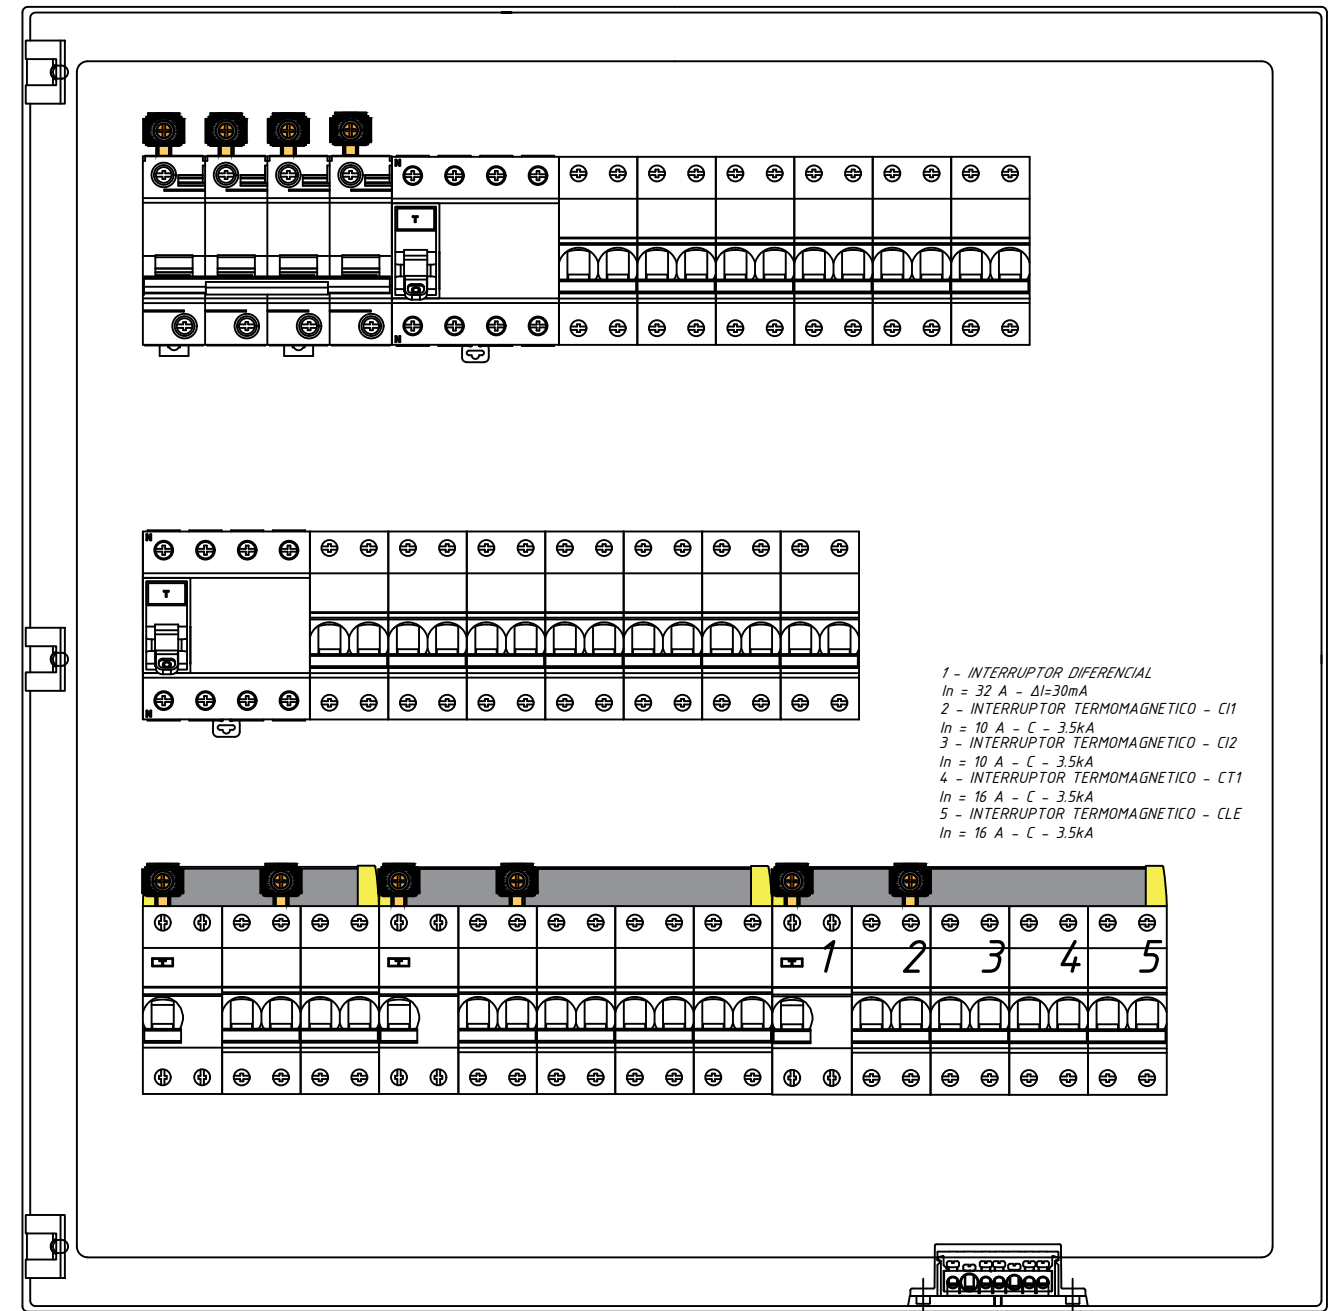 N
T
N
N
T
N
1 - INTERRUPTOR DIFERENCIAL
In = 32 A - ΔI=30mA
2 - INTERRUPTOR TERMOMAGNETICO - CI1
In = 10 A - C - 3.5kA
3 - INTERRUPTOR TERMOMAGNETICO - CI2
In = 10 A - C - 3.5kA
4 - INTERRUPTOR TERMOMAGNETICO - CT1
In = 16 A - C - 3.5kA
5 - INTERRUPTOR TERMOMAGNETICO - CLE
In = 16 A - C - 3.5kA
1 2 3 4 5
T T T